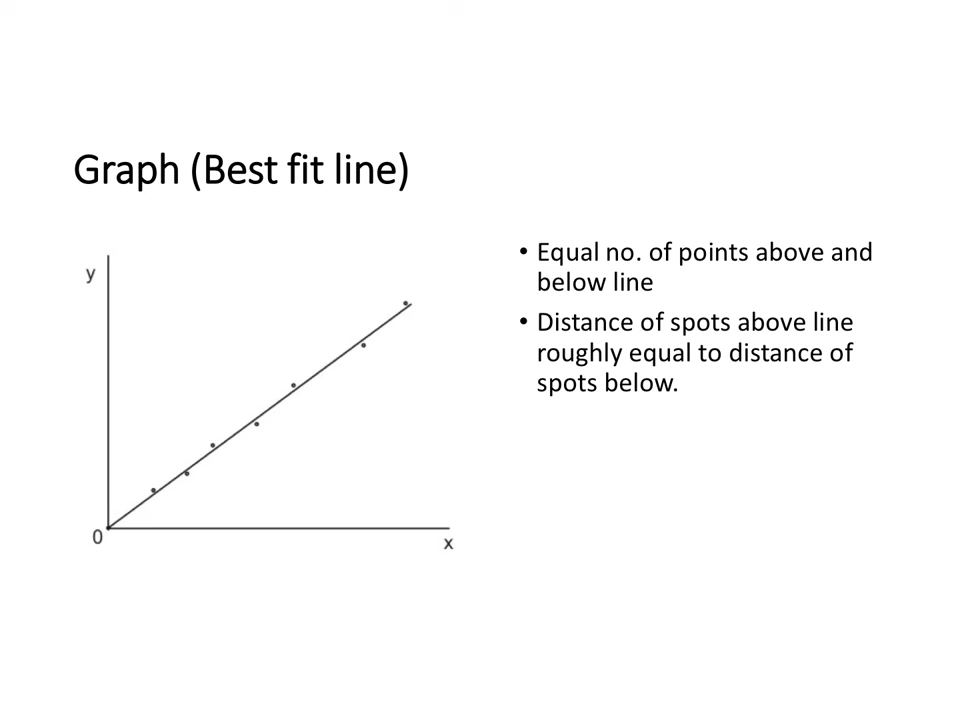 Graph (Best fit line)
y
0
x
• Equal no. of points above and
below line
• Distance of spots above line
roughly equal to distance of
spots below.